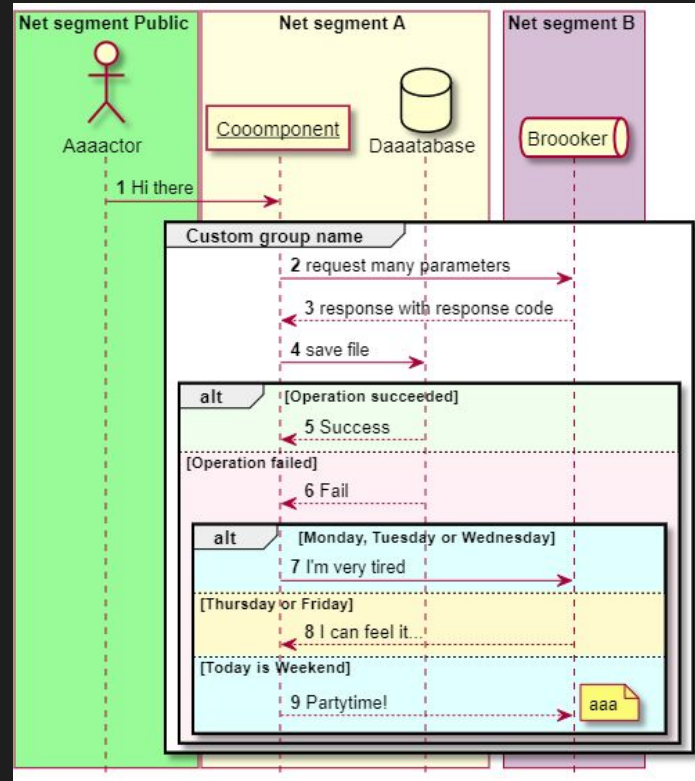 Net segment Public
Net segment A
Net segment B
Aaaactor
Cooomponent
Daaatabase
Broooker
1 Hi there
Custom group name
2 request many parameters
3 response with response code
4 save file
alt [Operation succeeded]
5 Success
[Operation failed]
6 Fail
alt [Monday, Tuesday or Wednesday]
7 I'm very tired
[Thursday or Friday]
8 I can feel it...
[Today is Weekend]
9 Partytime!
aaa